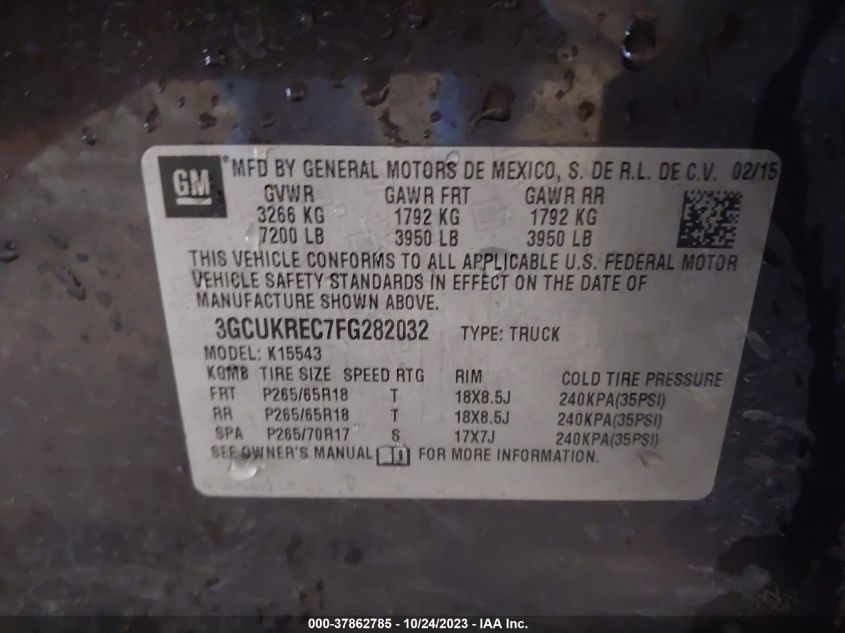 GM
*MFD BY GENERAL MOTORS DE MEXICO, S. DE R.L. DE C.V. 02/15
GVWR GAWR FRT GAWR RR
3266 KG 1792 KG 1792 KG
7200 LB 3950 LB 3950 LB
THIS VEHICLE CONFORMS TO ALL APPLICABLE U.S. FEDERAL MOTOR
VEHICLE SAFETY STANDARDS IN EFFECT ON THE DATE OF
MANUFACTURE SHOWN ABOVE.
3GCUKREC7FG282032 TYPE: TRUCK
MODEL: K15543
KGMB TIRE SIZE SPEED RTG RIM COLD TIRE PRESSURE
FRT P265/65R18 T 18X8.5J 240KPA(35PSI)
RR P265/65R18 T 18X8.5J 240KPA(35PSI)
SPA P265/70R17 S 17X7J 240KPA(35PSI)
SEE OWNER'S MANUAL FOR MORE INFORMATION.
000-37862785 - 10/24/2023 - IAA Inc.